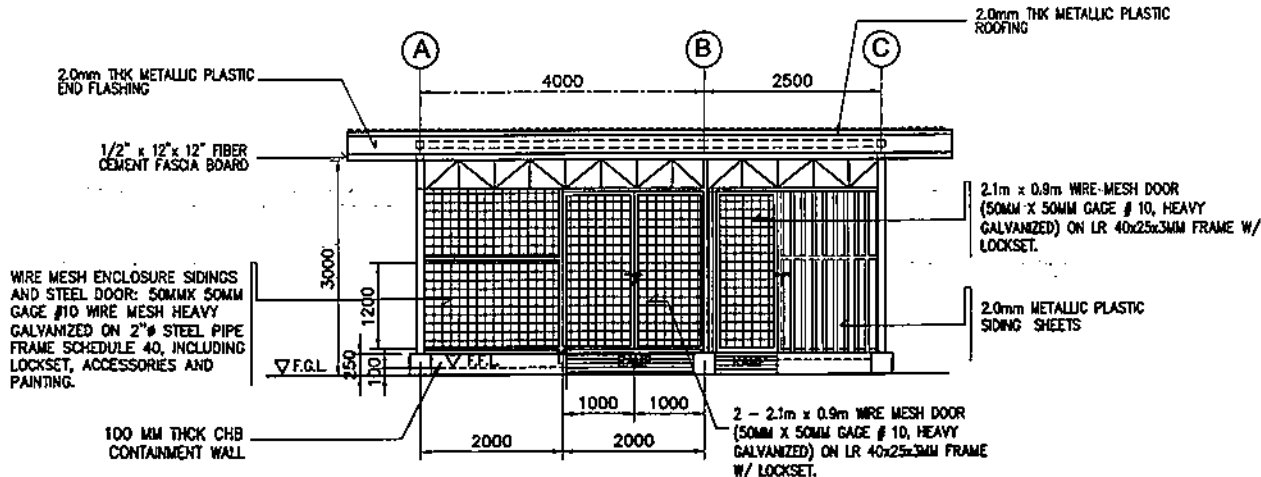 2.0mm THK METALLIC PLASTIC
ROOFING
A
B
C
2.0mm THK METALLIC PLASTIC
END FLASHING
4000
2500
1/2" x 12"x 12" FIBER
CEMENT FASCIA BOARD
2.1m x 0.9m WIRE-MESH DOOR
(50MM X 50MM GAGE # 10, HEAVY
GALVANIZED) ON LR 40x25x3MM FRAME W/
LOCKSET.
3000
WIRE MESH ENCLOSURE SIDINGS
AND STEEL DOOR: 50MMX 50MM
GAGE #10 WIRE MESH HEAVY
GALVANIZED ON 2"ø STEEL PIPE
FRAME SCHEDULE 40, INCLUDING
LOCKSET, ACCESSORIES AND
PAINTING.
1200
2.0mm METALLIC PLASTIC
SIDING SHEETS
250
100
F.G.L
F.F.L.
RAMP
RAMP
1000
1000
2 - 2.1m x 0.9m WIRE MESH DOOR
(50MM X 50MM GAGE # 10, HEAVY
GALVANIZED) ON LR 40x25x3MM FRAME
W/ LOCKSET.
100 MM THCK CHB
CONTAINMENT WALL
2000
2000